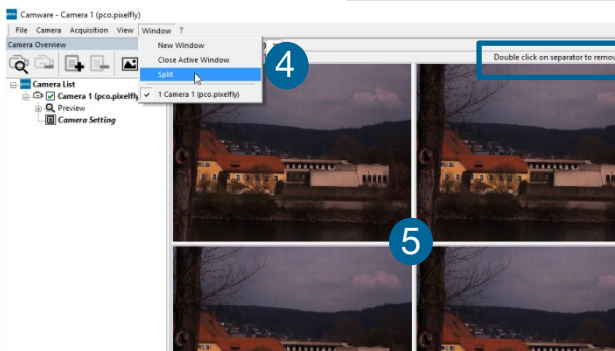 Camware - Camera 1 (pco.pixelfly)
File Camera Acquisition View Window ?
Camera Overview
New Window
Close Active Window
Split
1 Camera 1 (pco.pixelfly)
4
Double click on separator to remov
Camera List
Camera 1 (pco.pixelfly
Preview
Camera Setting
5